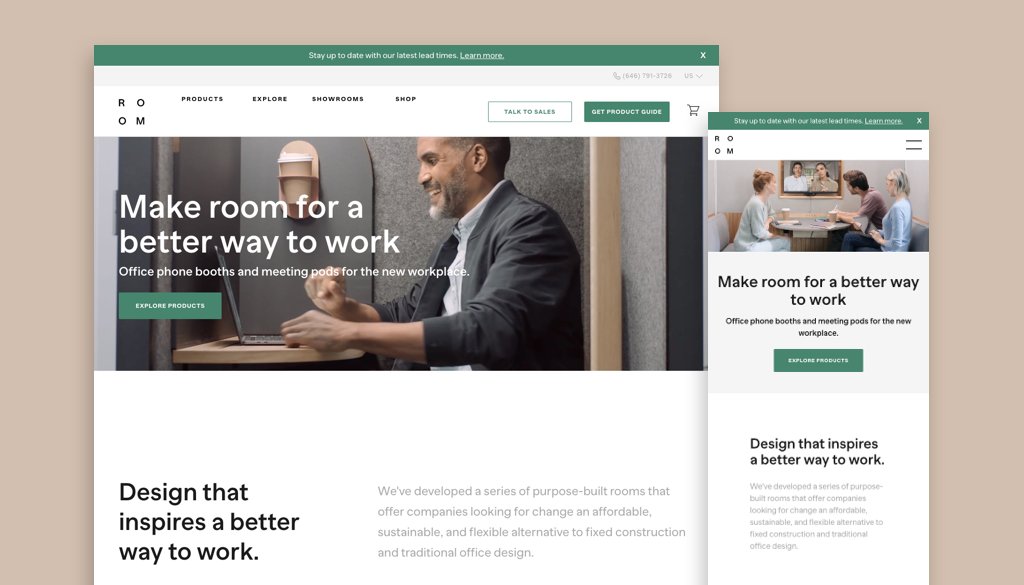 Stay up to date with our latest lead times. Learn more. X
(646) 791-3726 US
R O
O M
PRODUCTS EXPLORE SHOWROOMS SHOP
TALK TO SALES GET PRODUCT GUIDE
Make room for a
better way to work
Office phone booths and meeting pods for the new workplace.
EXPLORE PRODUCTS
Design that
inspires a better
way to work.
We've developed a series of purpose-built rooms that
offer companies looking for change an affordable,
sustainable, and flexible alternative to fixed construction
and traditional office design.
Stay up to date with our latest lead times. Learn more. X
R O
O M
Make room for a better way
to work
Office phone booths and meeting pods for the new
workplace.
EXPLORE PRODUCTS
Design that inspires
a better way to work.
We've developed a series of purpose-
built rooms that offer companies
looking for change an affordable,
sustainable, and flexible alternative to
fixed construction and traditional
office design.